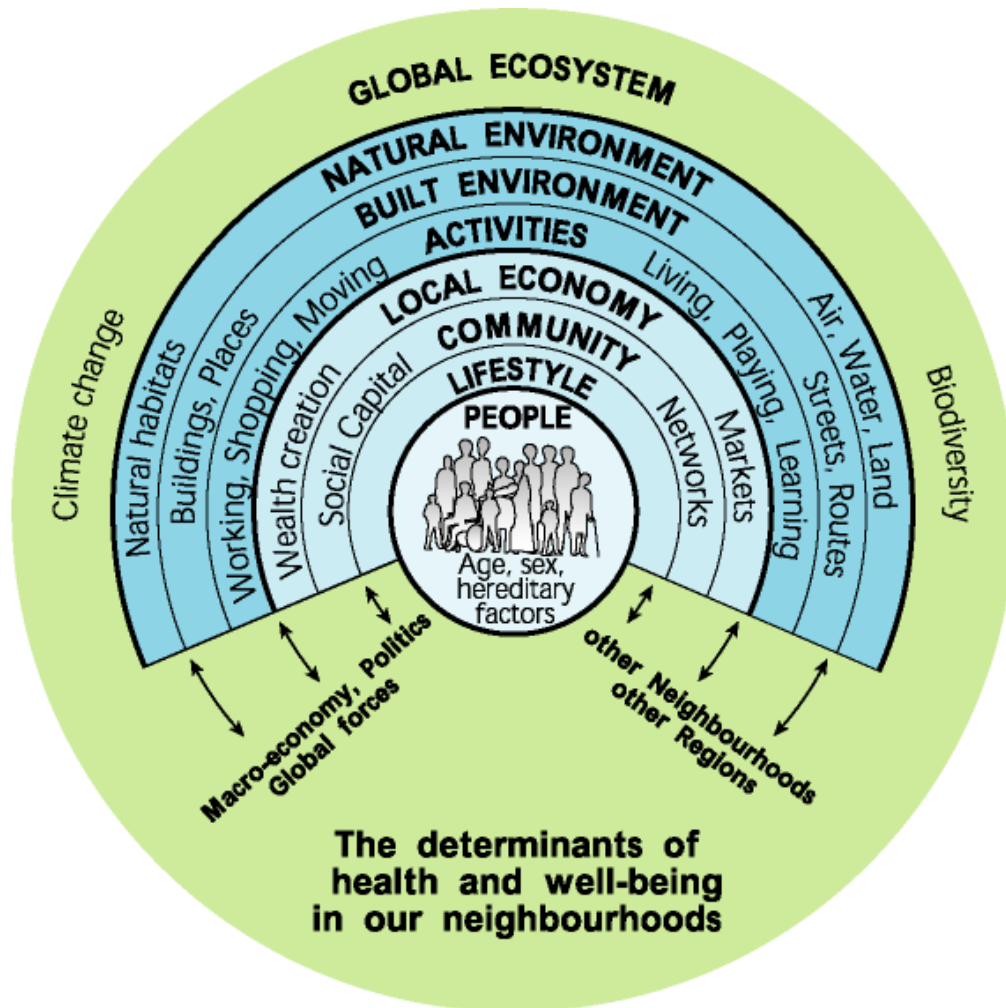 GLOBAL ECOSYSTEM
NATURAL ENVIRONMENT
BUILT ENVIRONMENT
ACTIVITIES
LOCAL ECONOMY
COMMUNITY
LIFESTYLE
PEOPLE
Age, sex,
hereditary
factors
Climate change
Natural habitats
Buildings, Places
Working, Shopping, Moving
Wealth creation
Social Capital
Networks
Markets
Living, Playing, Learning
Streets, Routes
Air, Water, Land
Biodiversity
Macro-economy, Politics
Global forces
other Neighbourhoods
other Regions
The determinants of
health and well-being
in our neighbourhoods